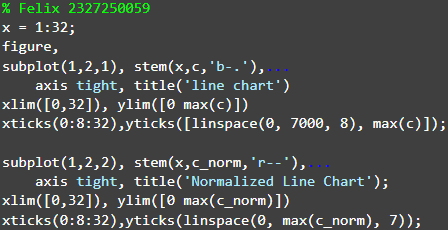 % Felix 2327250059
x = 1:32;
figure,
subplot(1,2,1), stem(x,c,'b-.'),...
axis tight, title('line chart')
xlim([0,32]), ylim([0 max(c)])
xticks(0:8:32),yticks([linspace(0, 7000, 8), max(c)]);
subplot(1,2,2), stem(x,c_norm,'r--'),...
axis tight, title('Normalized Line Chart');
xlim([0,32]), ylim([0 max(c_norm)])
xticks(0:8:32),yticks(linspace(0, max(c_norm), 7));